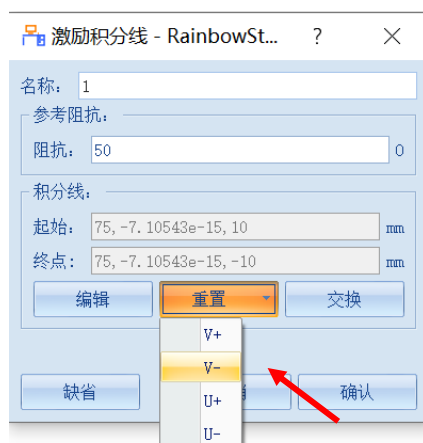 激励积分线 - RainbowSt... ?
名称: 1
参考阻抗:
阻抗: 50 O
积分线:
起始: 75,-7.10543e-15,10 mm
终点: 75,-7.10543e-15,-10 mm
编辑 重置 交换
V+
V-
缺省 确认
U+
U-